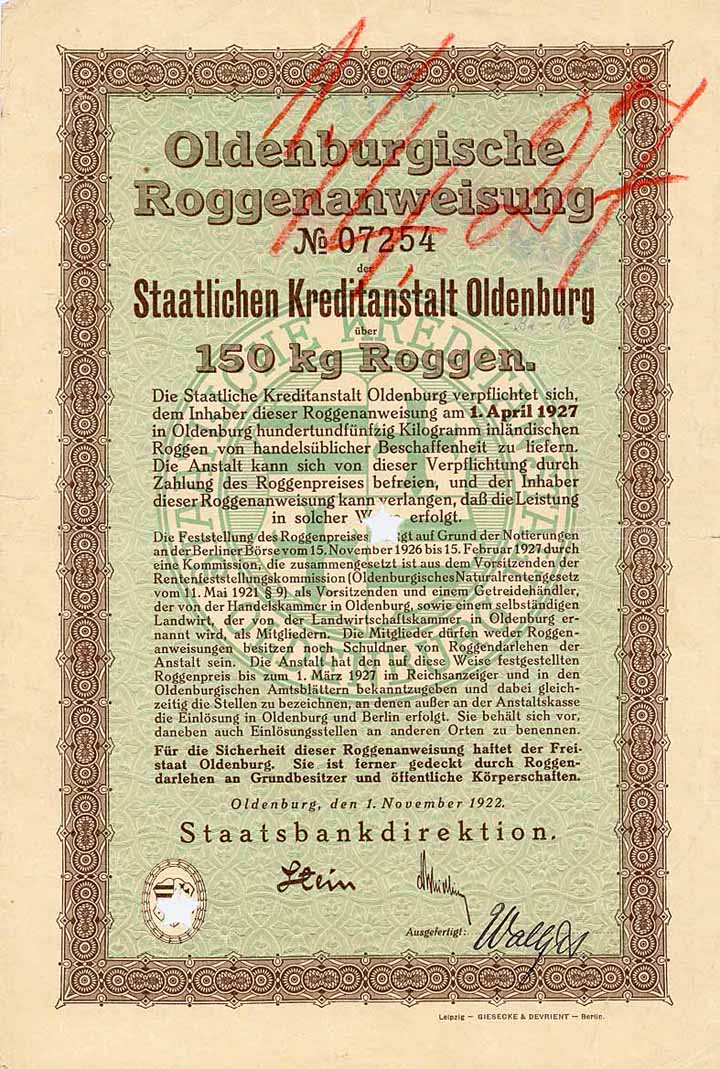 1.4.27
Oldenburgische
Roggenanweisung
№ 07254
der
Staatlichen Kreditanstalt Oldenburg
über
150 kg Roggen.
Die Staatliche Kreditanstalt Oldenburg verpflichtet sich,
dem Inhaber dieser Roggenanweisung am 1. April 1927
in Oldenburg hundertundfünfzig Kilogramm inländischen
Roggen von handelsüblicher Beschaffenheit zu liefern.
Die Anstalt kann sich von dieser Verpflichtung durch
Zahlung des Roggenpreises befreien, und der Inhaber
dieser Roggenanweisung kann verlangen, daß die Leistung
in solcher W erfolgt.
Die Feststellung des Roggenpreises gt auf Grund der Notierungen
an der Berliner Börse vom 15. November 1926 bis 15. Februar 1927 durch
eine Kommission, die zusammengesetzt ist aus dem Vorsitzenden der
Rentenfeststellungskommission (Oldenburgisches Naturalrentengesetz
vom 11. Mai 1921 § 9) als Vorsitzenden und einem Getreidehändler,
der von der Handelskammer in Oldenburg, sowie einem selbständigen
Landwirt, der von der Landwirtschaftskammer in Oldenburg er-
nannt wird, als Mitgliedern. Die Mitglieder dürfen weder Roggen-
anweisungen besitzen noch Schuldner von Roggendarlehen der
Anstalt sein. Die Anstalt hat den auf diese Weise festgestellten
Roggenpreis bis zum 1. März 1927 im Reichsanzeiger und in den
Oldenburgischen Amtsblättern bekanntzugeben und dabei gleich-
zeitig die Stellen zu bezeichnen, an denen außer an der Anstaltskasse
die Einlösung in Oldenburg und Berlin erfolgt. Sie behält sich vor,
daneben auch Einlösungsstellen an anderen Orten zu benennen.
Für die Sicherheit dieser Roggenanweisung haftet der Frei-
staat Oldenburg. Sie ist ferner gedeckt durch Roggen-
darlehen an Grundbesitzer und öffentliche Körperschaften.
Oldenburg, den 1. November 1922.
Staatsbankdirektion.
Stein
Ausgefertigt:
Leipzig — GIESECKE & DEVRIENT — Berlin.